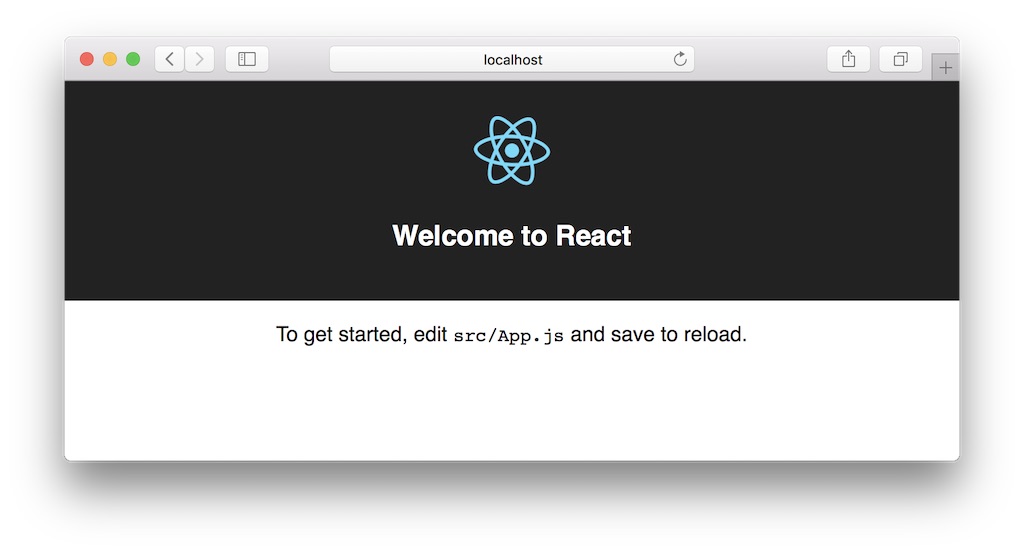 localhost
Welcome to React
To get started, edit src/App.js and save to reload.